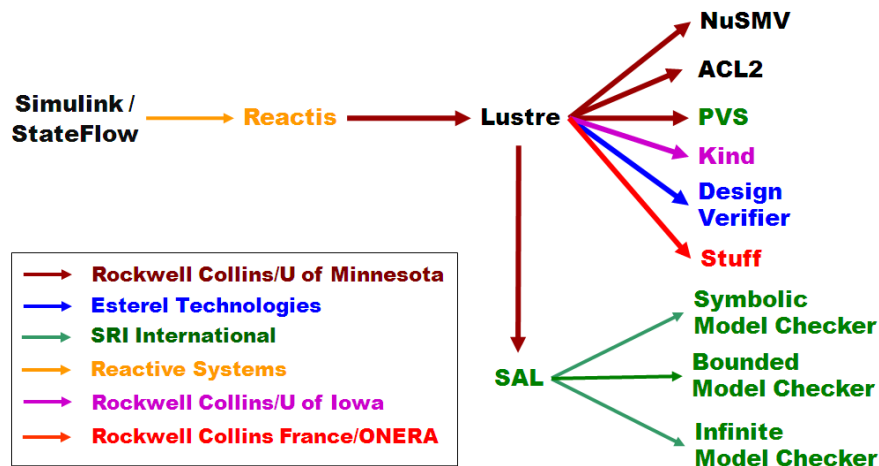 NuSMV
ACL2
Simulink /
StateFlow
Reactis
Lustre
PVS
Kind
Design
Verifier
Stuff
Rockwell Collins/U of Minnesota
Esterel Technologies
SRI International
Reactive Systems
Rockwell Collins/U of Iowa
Rockwell Collins France/ONERA
SAL
Symbolic
Model Checker
Bounded
Model Checker
Infinite
Model Checker